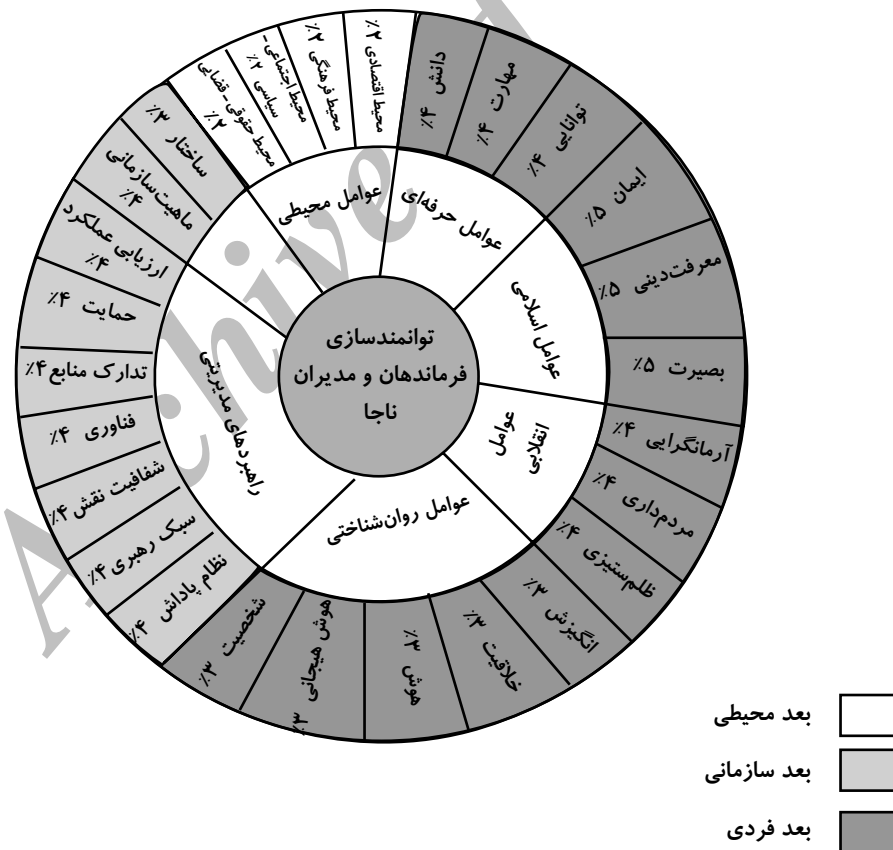 توانمندسازی
فرماندهان و مدیران
ناجا
عوامل حرفه‌ای
عوامل اسلامی
عوامل
انقلابی
عوامل روان‌شناختی
راهبردهای مدیریتی
عوامل محیطی
دانش ۴٪
مهارت ۴٪
توانایی ۴٪
ایمان ۵٪
معرفت‌دینی ۵٪
بصیرت ۵٪
آرمانگرایی ۴٪
مردم‌داری ۴٪
ظلم‌ستیزی ۴٪
انگیزش ۳٪
خلاقیت ۳٪
هوش ۳٪
هوش هیجانی ۳٪
شخصیت ۳٪
نظام پاداش ۴٪
سبک رهبری ۴٪
شفافیت نقش ۴٪
فناوری ۴٪
تدارک منابع ۴٪
حمایت ۴٪
ارزیابی عملکرد
۴٪
ماهیت‌سازمانی
۴٪
ساختار ۳٪
محیط حقوقی - قضایی
۲٪
محیط اجتماعی -
سیاسی ۲٪
محیط فرهنگی ۲٪
محیط اقتصادی ۲٪
بعد محیطی
بعد سازمانی
بعد فردی
Archive